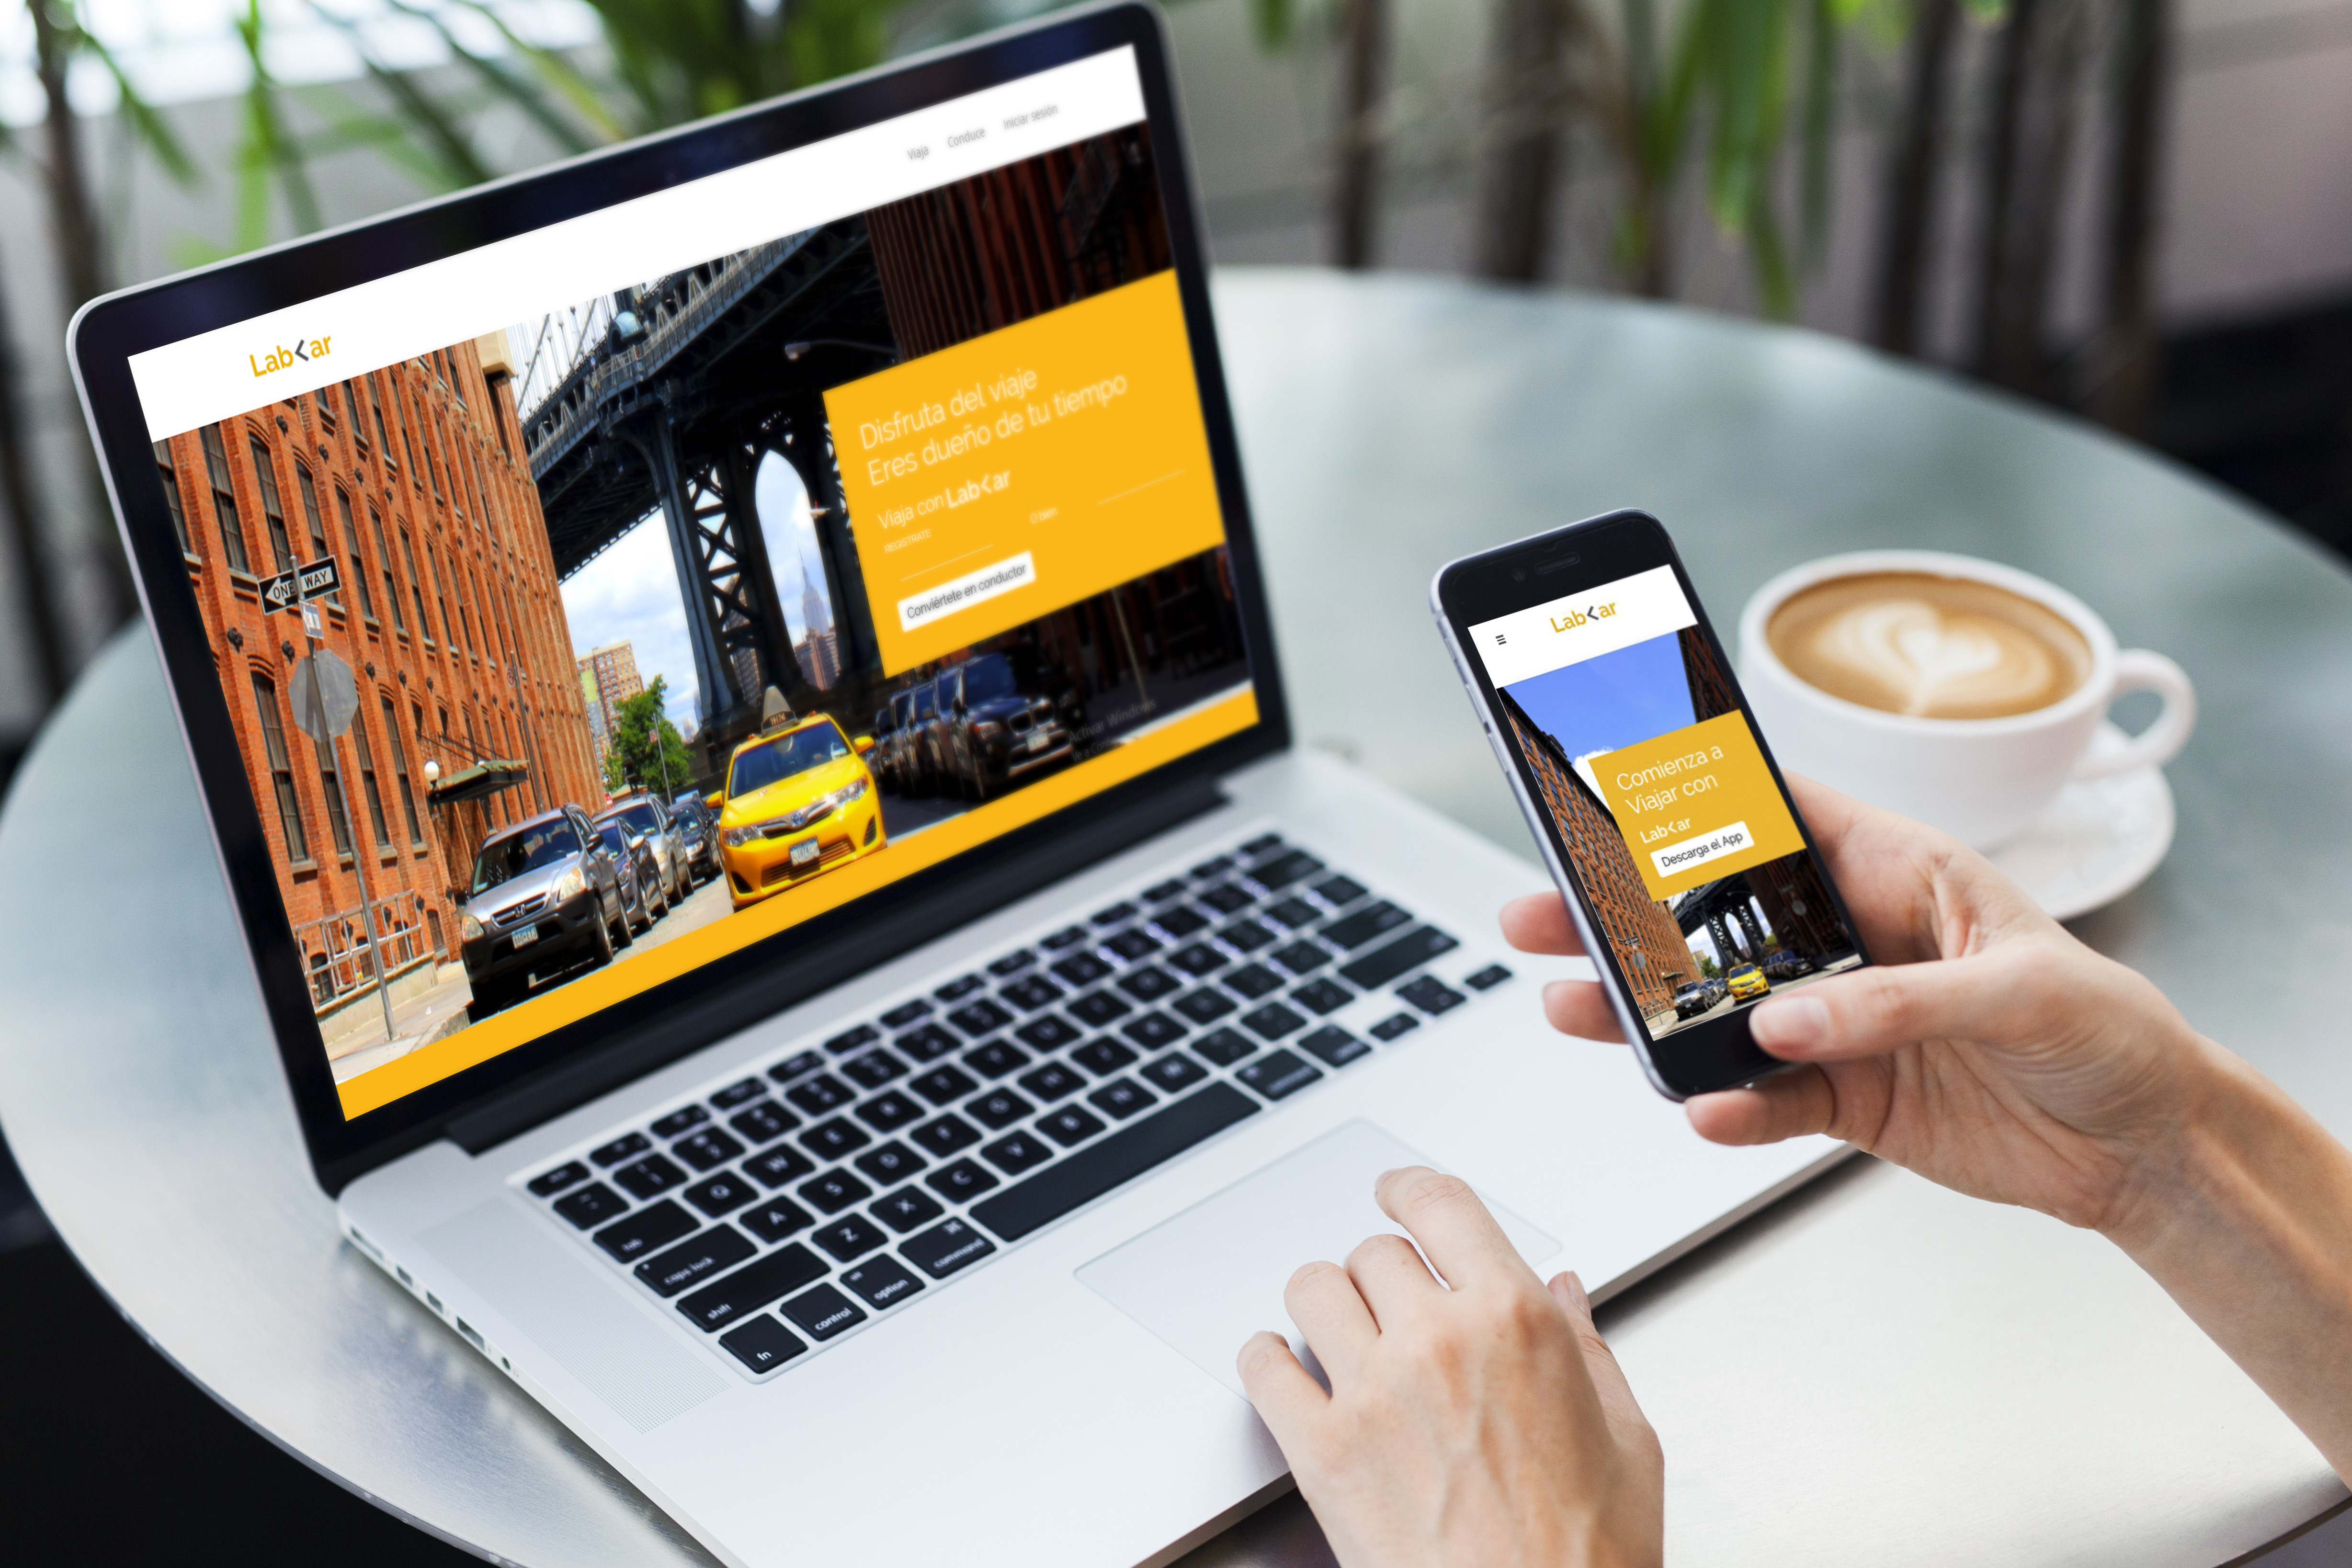 Viaja Conduce Iniciar sesión
Lab<ar
Disfruta del viaje
Eres dueño de tu tiempo
Viaja con Lab<ar
REGISTRATE
O bien
Conviértete en conductor
ONE WAY
Activar Windows
Lab<ar
Comienza a
Viajar con
Lab<ar
Descarga el App
tab
caps lock
shift
fn
control
option
command
Q
W
A
S
D
Z
X
C
V